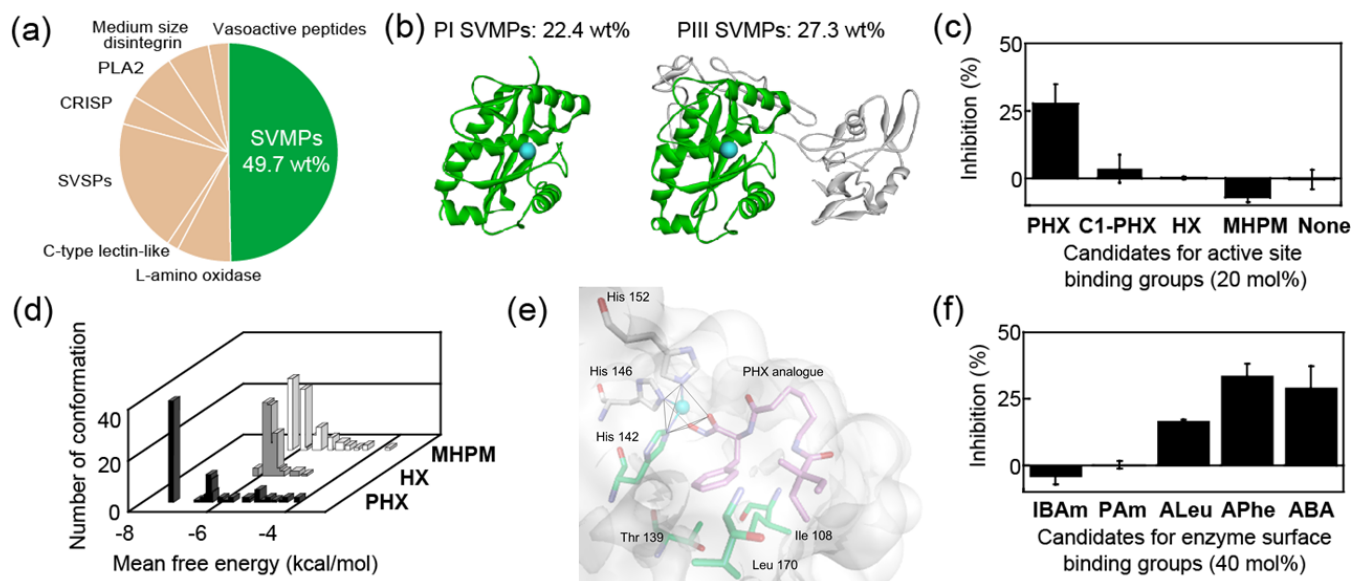 (a)
Medium size
disintegrin
Vasoactive peptides
PLA2
CRISP
SVMPs
49.7 wt%
SVSPs
C-type lectin-like
L-amino oxidase
(b)
PI SVMPs: 22.4 wt%
PIII SVMPs: 27.3 wt%
(c)
Inhibition (%)
50
25
0
PHX C1-PHX HX MHPM None
Candidates for active site
binding groups (20 mol%)
(d)
Number of conformation
40
20
0
-8
-6
-4
MHPM
HX
PHX
Mean free energy (kcal/mol)
(e)
His 152
His 146
PHX analogue
His 142
Thr 139
Ile 108
Leu 170
(f)
Inhibition (%)
50
25
0
IBAm PAm ALeu APhe ABA
Candidates for enzyme surface
binding groups (40 mol%)